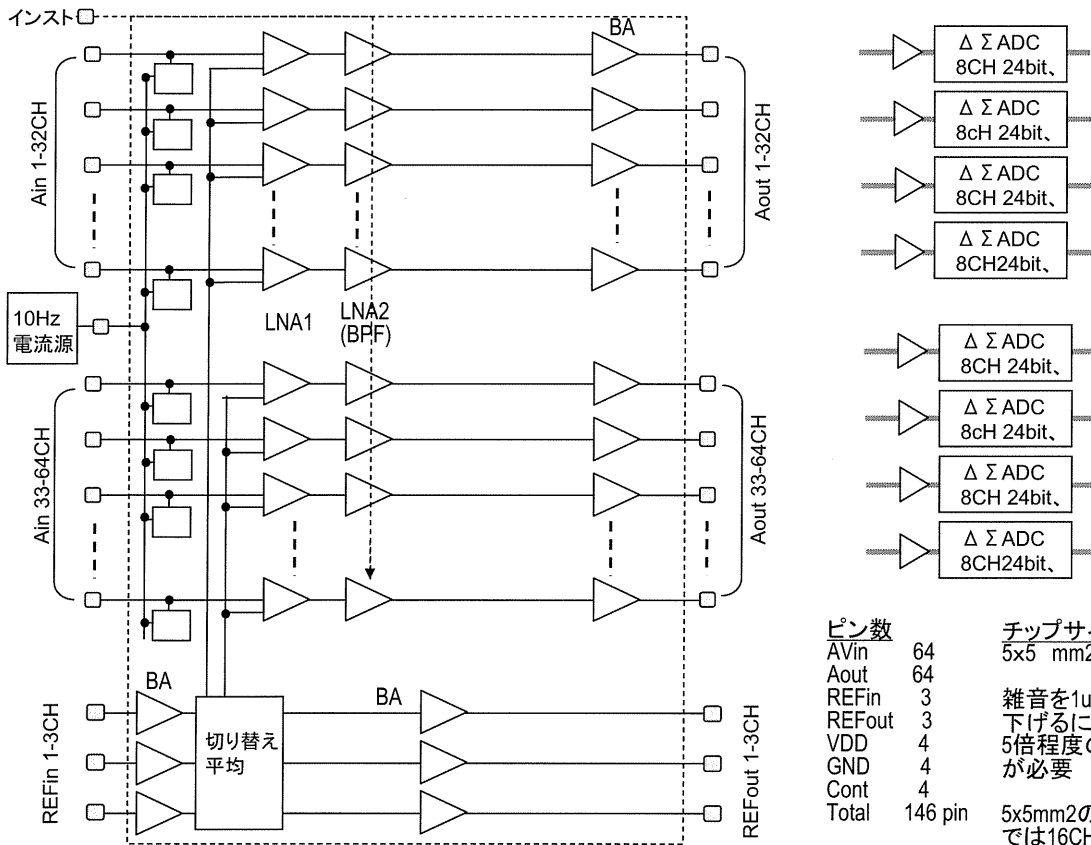 インスト
BA
Ain 1-32CH
Aout 1-32CH
10Hz
電流源
LNA1
LNA2
(BPF)
Ain 33-64CH
Aout 33-64CH
BA
BA
REFin 1-3CH
切り替え
平均
REFout 1-3CH
Δ Σ ADC
8CH 24bit、
Δ Σ ADC
8cH 24bit、
Δ Σ ADC
8CH 24bit、
Δ Σ ADC
8CH24bit、
Δ Σ ADC
8CH 24bit、
Δ Σ ADC
8cH 24bit、
Δ Σ ADC
8CH 24bit、
Δ Σ ADC
8CH24bit、
ピン数
AVin 64
Aout 64
REFin 3
REFout 3
VDD 4
GND 4
Cont 4
Total 146 pin
チップサ
5x5 mm2
雑音を1u
下げるに
5倍程度
が必要
5x5mm2の
では16CH